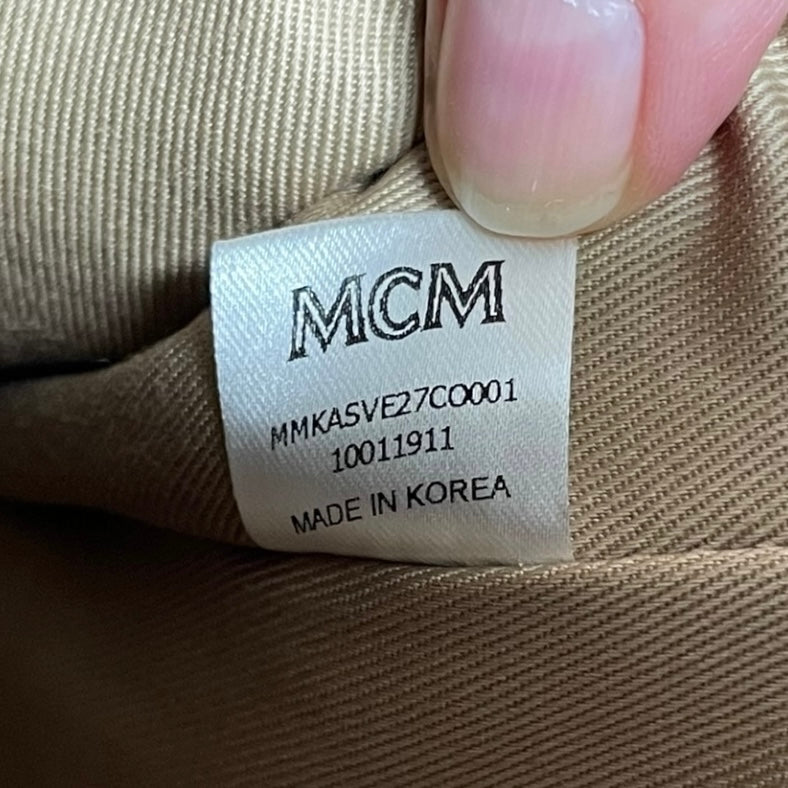 MCM
MMKASVE27CO001
10011911
MADE IN KOREA